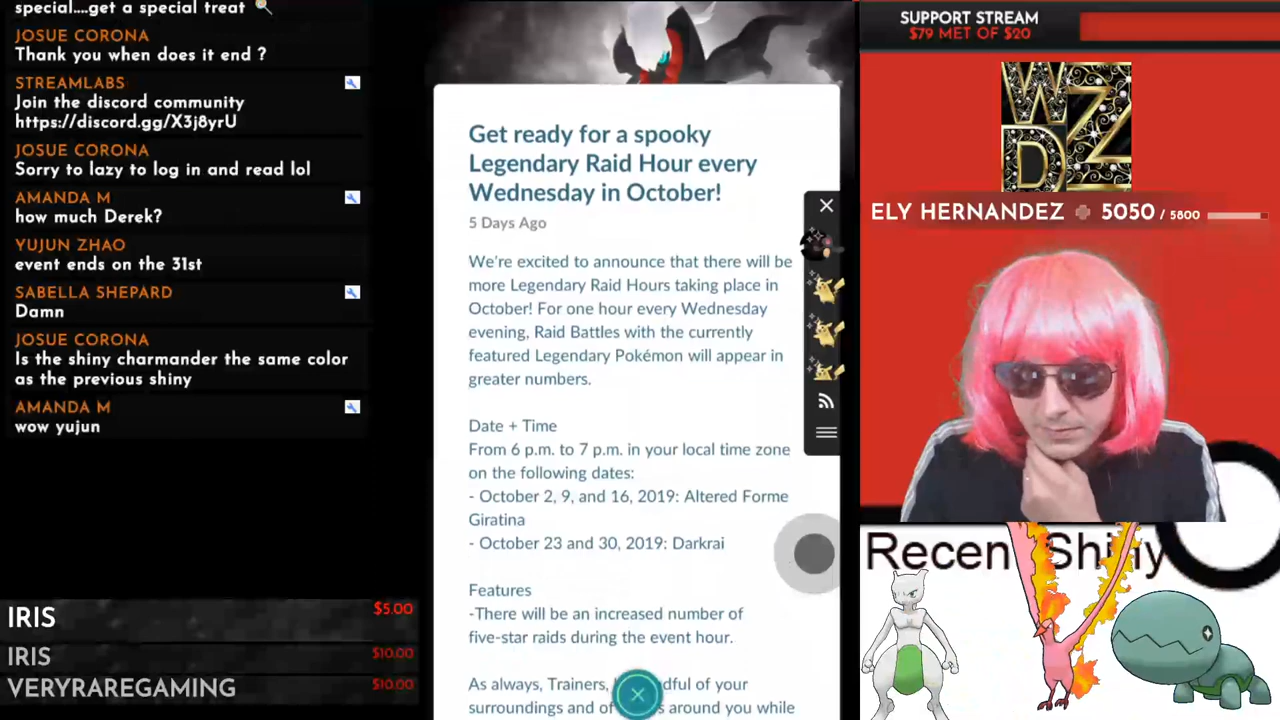 special....get a special treat
JOSUE CORONA
Thank you when does it end ?
STREAMLABS
Join the discord community
https://discord.gg/X3j8yrU
JOSUE CORONA
Sorry to lazy to log in and read lol
AMANDA M
how much Derek?
YUJUN ZHAO
event ends on the 31st
SABELLA SHEPARD
Damn
JOSUE CORONA
Is the shiny charmander the same color
as the previous shiny
AMANDA M
wow yujun
IRIS $5.00
IRIS $10.00
VERYRAREGAMING $10.00
Get ready for a spooky
Legendary Raid Hour every
Wednesday in October!
5 Days Ago
We're excited to announce that there will be
more Legendary Raid Hours taking place in
October! For one hour every Wednesday
evening, Raid Battles with the currently
featured Legendary Pokémon will appear in
greater numbers.
Date + Time
From 6 p.m. to 7 p.m. in your local time zone
on the following dates:
- October 2, 9, and 16, 2019: Altered Forme
Giratina
- October 23 and 30, 2019: Darkrai
Features
-There will be an increased number of
five-star raids during the event hour.
As always, Trainers, dful of your
surroundings and of around you while
SUPPORT STREAM
$79 MET OF $20
WZ
DZ
ELY HERNANDEZ 5050 / 5800
Recen Shiny